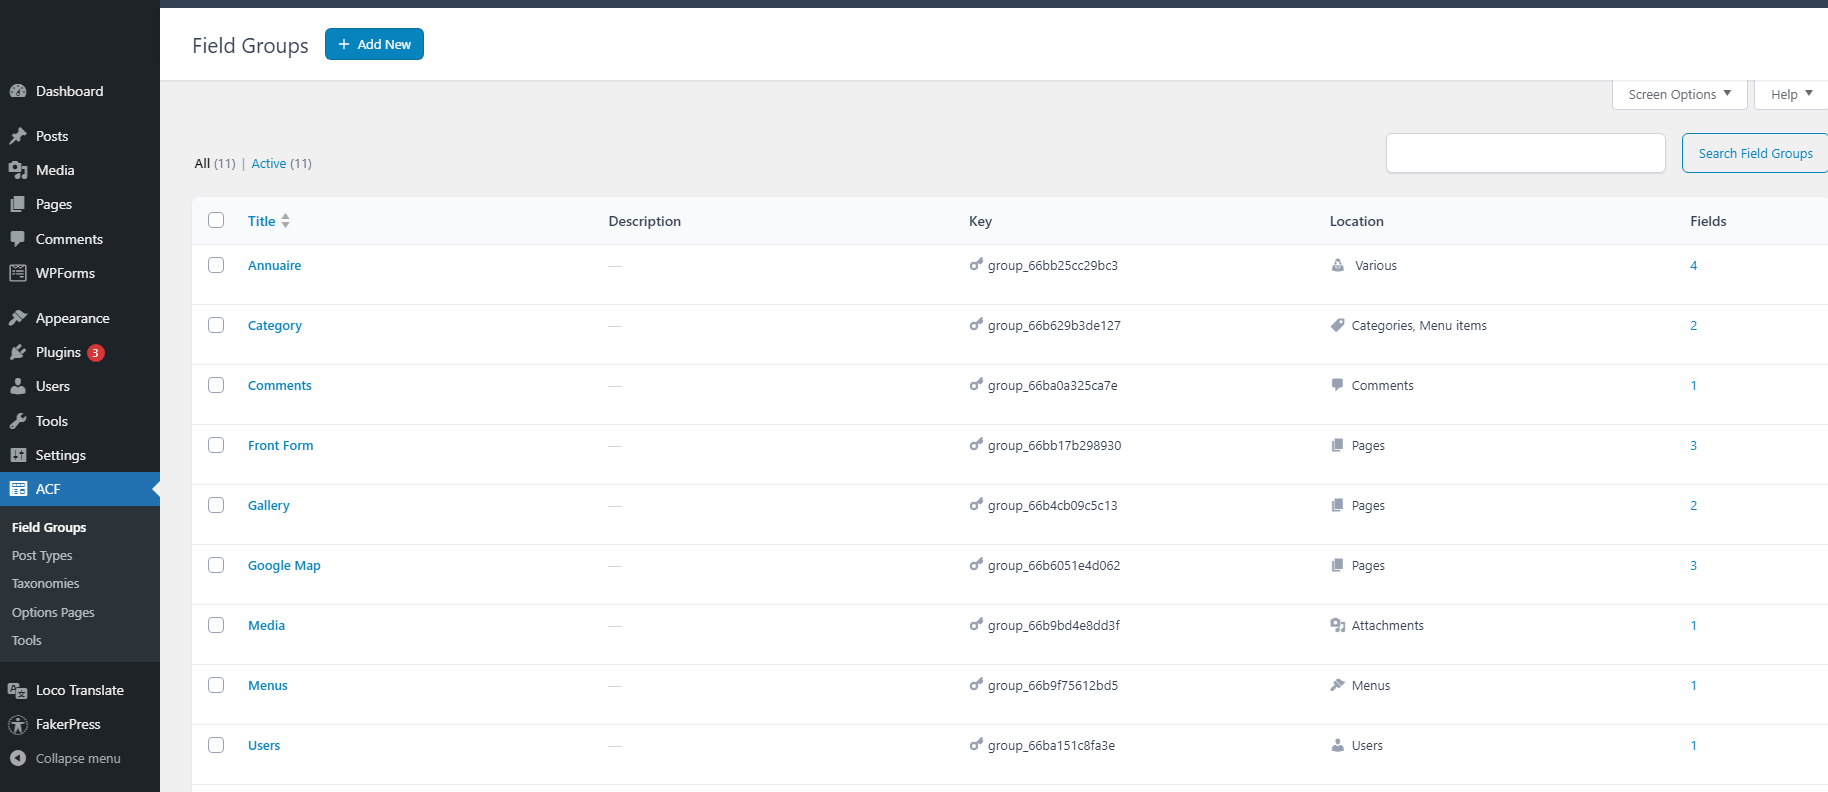 Field Groups
+ Add New
Dashboard
Posts
Media
Pages
Comments
WPForms
Appearance
Plugins 3
Users
Tools
Settings
ACF
Field Groups
Post Types
Taxonomies
Options Pages
Tools
Loco Translate
FakerPress
Collapse menu
Screen Options ▼
Help ▼
All (11) | Active (11)
Search Field Groups
Title Description Key Location Fields
Annuaire — group_66bb25cc29bc3 Various 4
Category — group_66b629b3de127 Categories, Menu items 2
Comments — group_66ba0a325ca7e Comments 1
Front Form — group_66bb17b298930 Pages 3
Gallery — group_66b4cb09c5c13 Pages 2
Google Map — group_66b6051e4d062 Pages 3
Media — group_66b9bd4e8dd3f Attachments 1
Menus — group_66b9f75612bd5 Menus 1
Users — group_66ba151c8fa3e Users 1